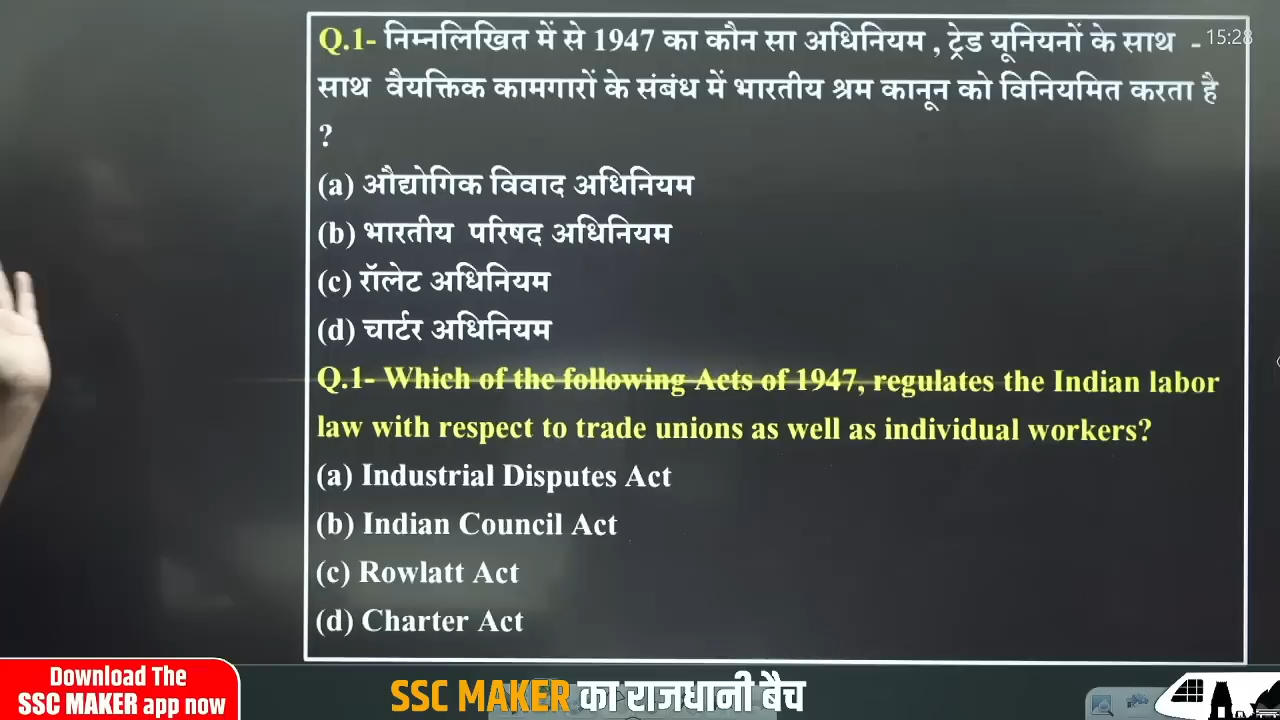 Q.1- निम्नलिखित में से 1947 का कौन सा अधिनियम , ट्रेड यूनियनों के साथ -
15:28
साथ वैयक्तिक कामगारों के संबंध में भारतीय श्रम कानून को विनियमित करता है
?
(a) औद्योगिक विवाद अधिनियम
(b) भारतीय परिषद अधिनियम
(c) रॉलेट अधिनियम
(d) चार्टर अधिनियम
Q.1- Which of the following Acts of 1947, regulates the Indian labor
law with respect to trade unions as well as individual workers?
(a) Industrial Disputes Act
(b) Indian Council Act
(c) Rowlatt Act
(d) Charter Act
Download The
SSC MAKER app now
SSC MAKER का राजधानी बैच